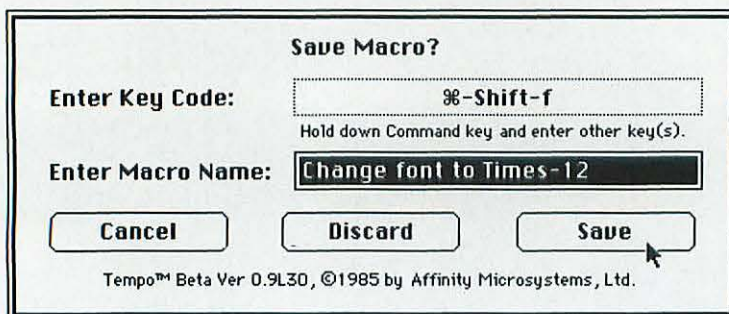 Save Macro?
Enter Key Code: ⌘-Shift-f
Hold down Command key and enter other key(s).
Enter Macro Name: Change font to Times-12
Cancel Discard Save
Tempo™ Beta Ver 0.9L30, ©1985 by Affinity Microsystems, Ltd.